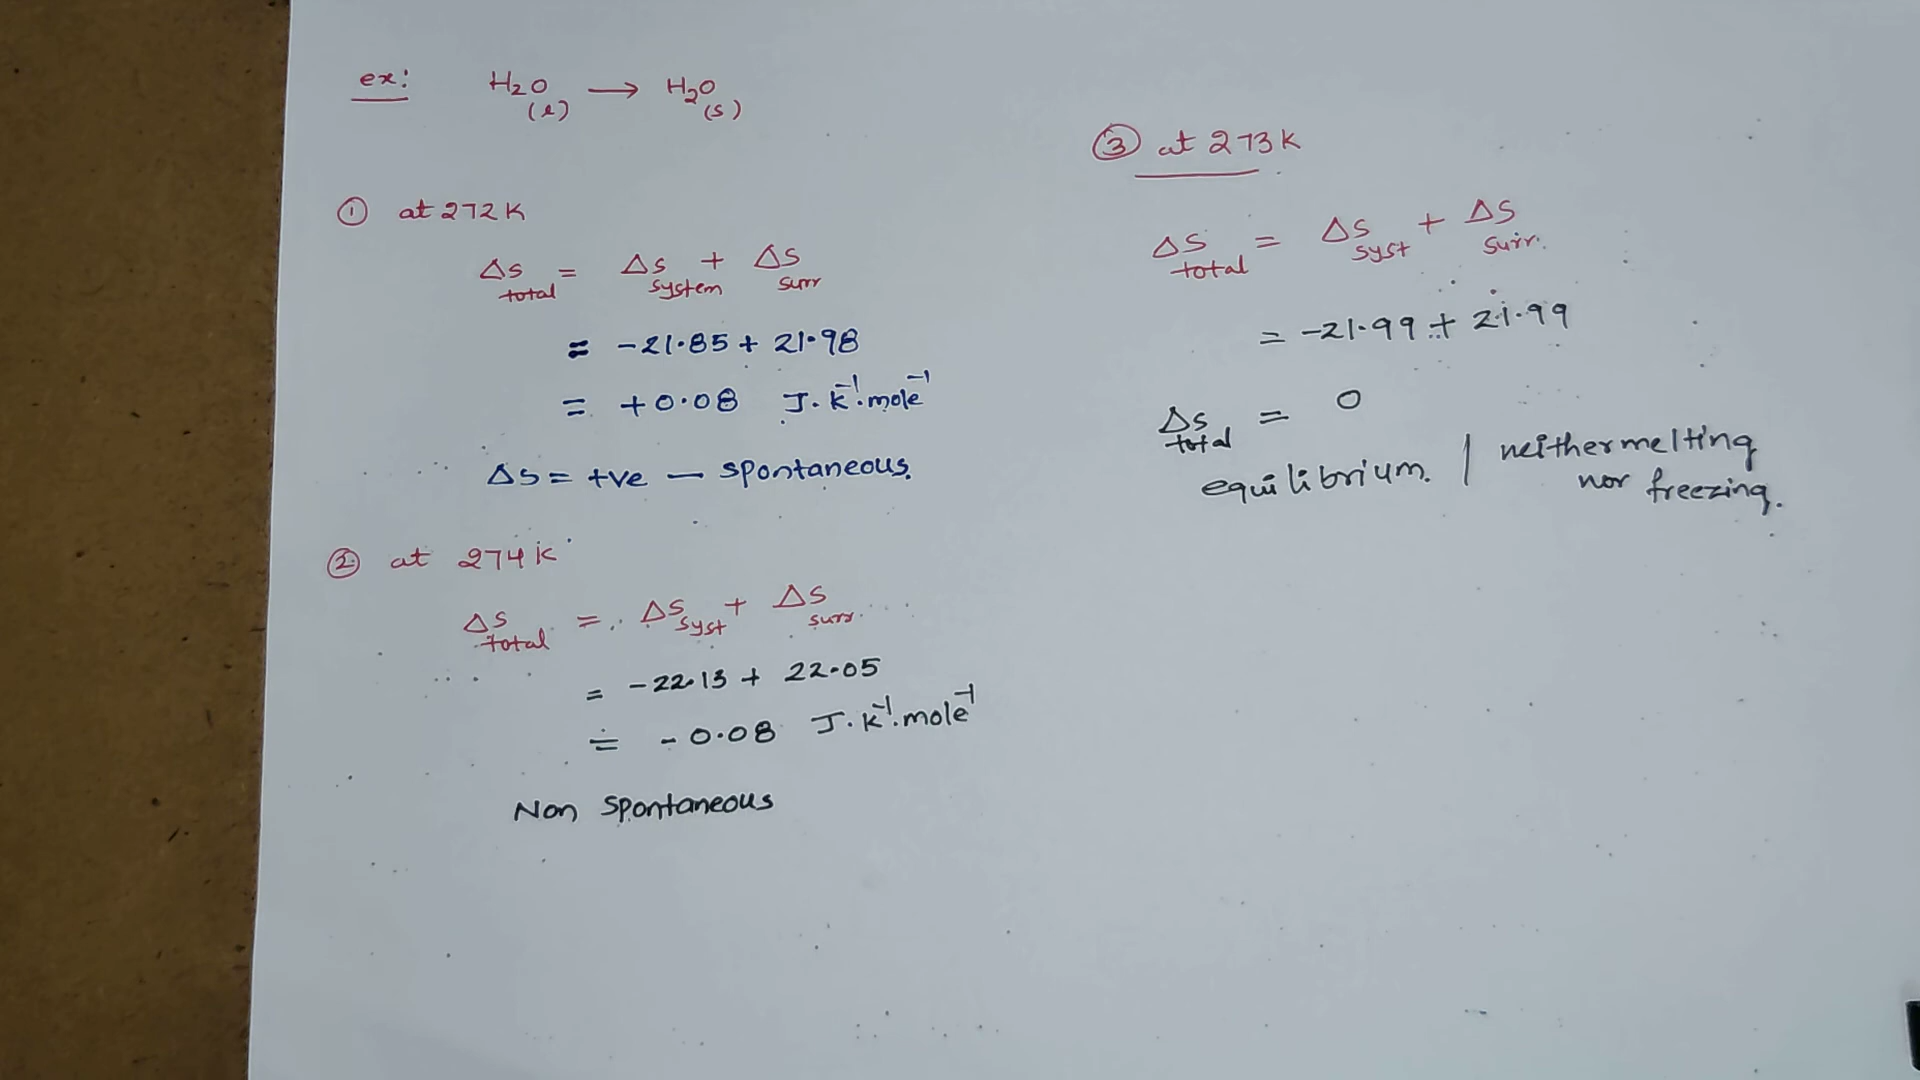 ex: H₂O(l) → H₂O(s)
① at 272 K
ΔS total = ΔS system + ΔS surr
= -21.85 + 21.98
= +0.08 J.K⁻¹.mole⁻¹
ΔS = +ve — spontaneous.
② at 274 K
ΔS total = ΔS syst + ΔS surr.
= -22.13 + 22.05
= -0.08 J.K⁻¹.mole⁻¹
Non spontaneous
③ at 273 K
ΔS total = ΔS syst + ΔS surr.
= -21.99 + 21.99
ΔS total = 0
equilibrium. | neither melting
nor freezing.